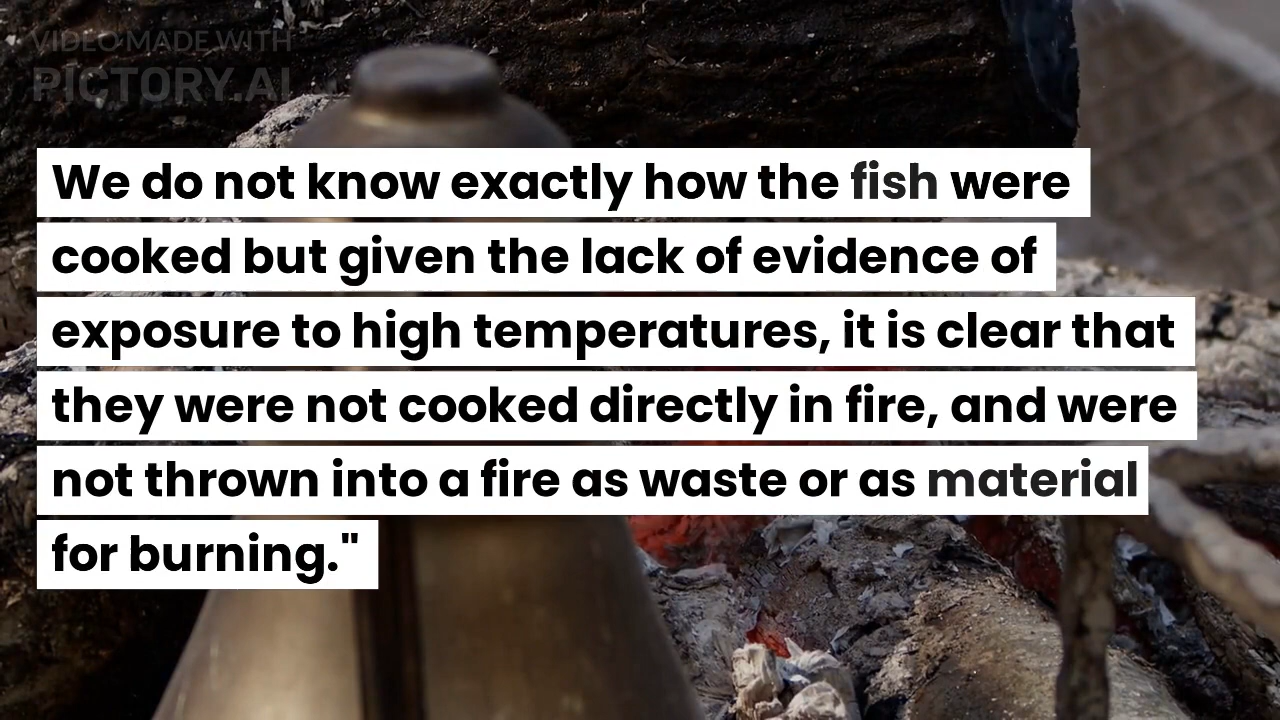 VIDEO MADE WITH
PICTORY.AI
We do not know exactly how the fish were
cooked but given the lack of evidence of
exposure to high temperatures, it is clear that
they were not cooked directly in fire, and were
not thrown into a fire as waste or as material
for burning."